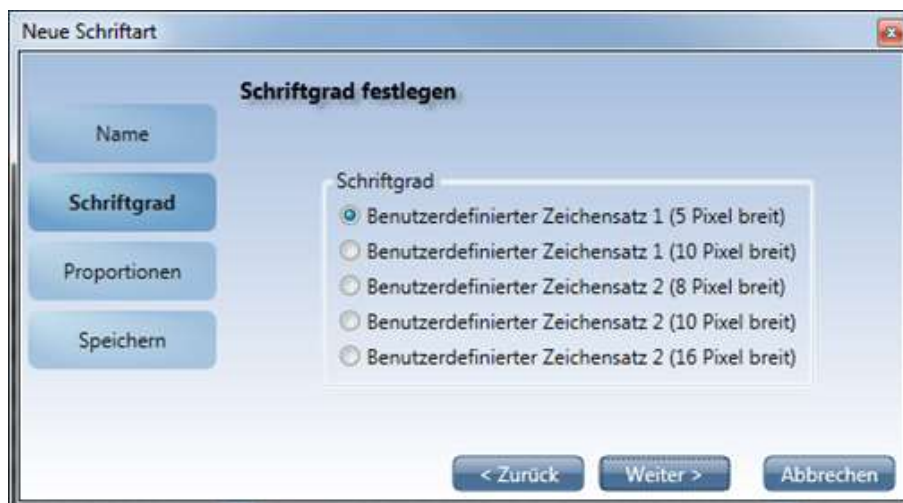 Neue Schriftart
Schriftgrad festlegen
Name
Schriftgrad
Proportionen
Speichern
Schriftgrad
Benutzerdefinierter Zeichensatz 1 (5 Pixel breit)
Benutzerdefinierter Zeichensatz 1 (10 Pixel breit)
Benutzerdefinierter Zeichensatz 2 (8 Pixel breit)
Benutzerdefinierter Zeichensatz 2 (10 Pixel breit)
Benutzerdefinierter Zeichensatz 2 (16 Pixel breit)
< Zurück Weiter > Abbrechen